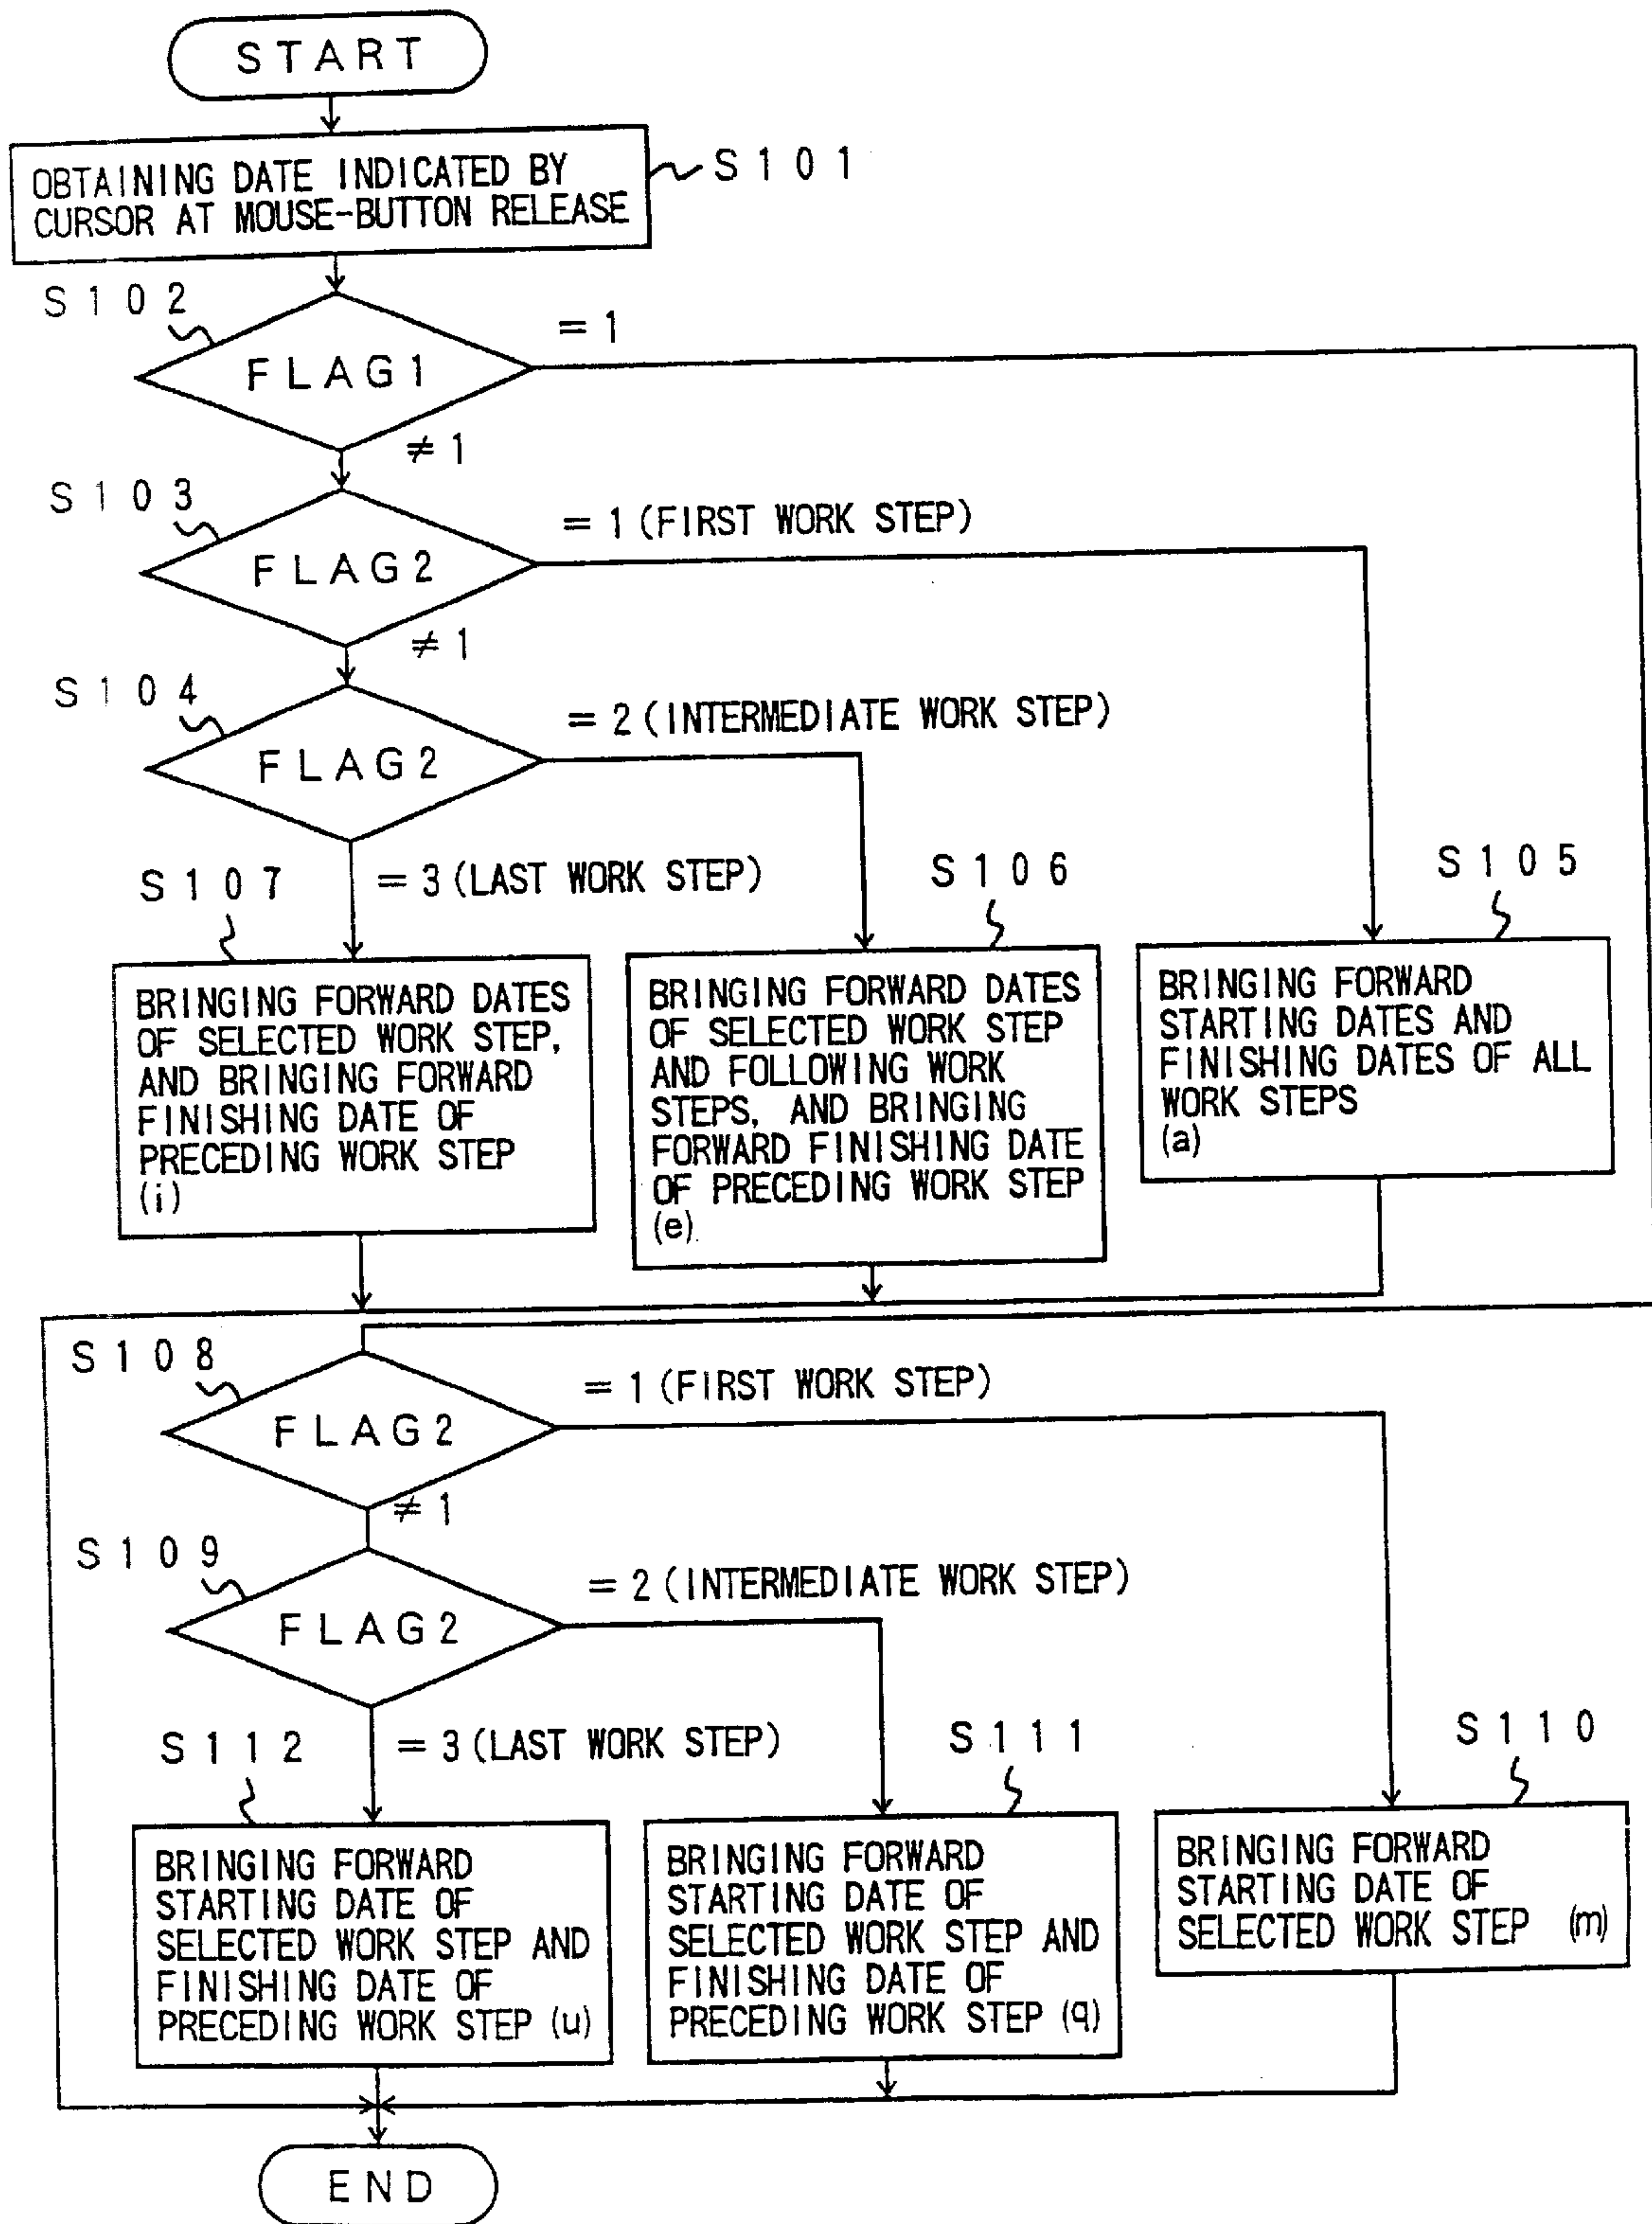 START
OBTAINING DATE INDICATED BY
CURSOR AT MOUSE-BUTTON RELEASE
S101
S102
FLAG1
=1
≠1
S103
FLAG2
=1 (FIRST WORK STEP)
≠1
S104
FLAG2
=2 (INTERMEDIATE WORK STEP)
=3 (LAST WORK STEP)
S107
BRINGING FORWARD DATES
OF SELECTED WORK STEP,
AND BRINGING FORWARD
FINISHING DATE OF
PRECEDING WORK STEP
(i)
S106
BRINGING FORWARD DATES
OF SELECTED WORK STEP
AND FOLLOWING WORK
STEPS, AND BRINGING
FORWARD FINISHING DATE
OF PRECEDING WORK STEP
(e)
S105
BRINGING FORWARD
STARTING DATES AND
FINISHING DATES OF ALL
WORK STEPS
(a)
S108
FLAG2
=1 (FIRST WORK STEP)
≠1
S109
FLAG2
=2 (INTERMEDIATE WORK STEP)
=3 (LAST WORK STEP)
S112
BRINGING FORWARD
STARTING DATE OF
SELECTED WORK STEP AND
FINISHING DATE OF
PRECEDING WORK STEP (u)
S111
BRINGING FORWARD
STARTING DATE OF
SELECTED WORK STEP AND
FINISHING DATE OF
PRECEDING WORK STEP (q)
S110
BRINGING FORWARD
STARTING DATE OF
SELECTED WORK STEP (m)
END